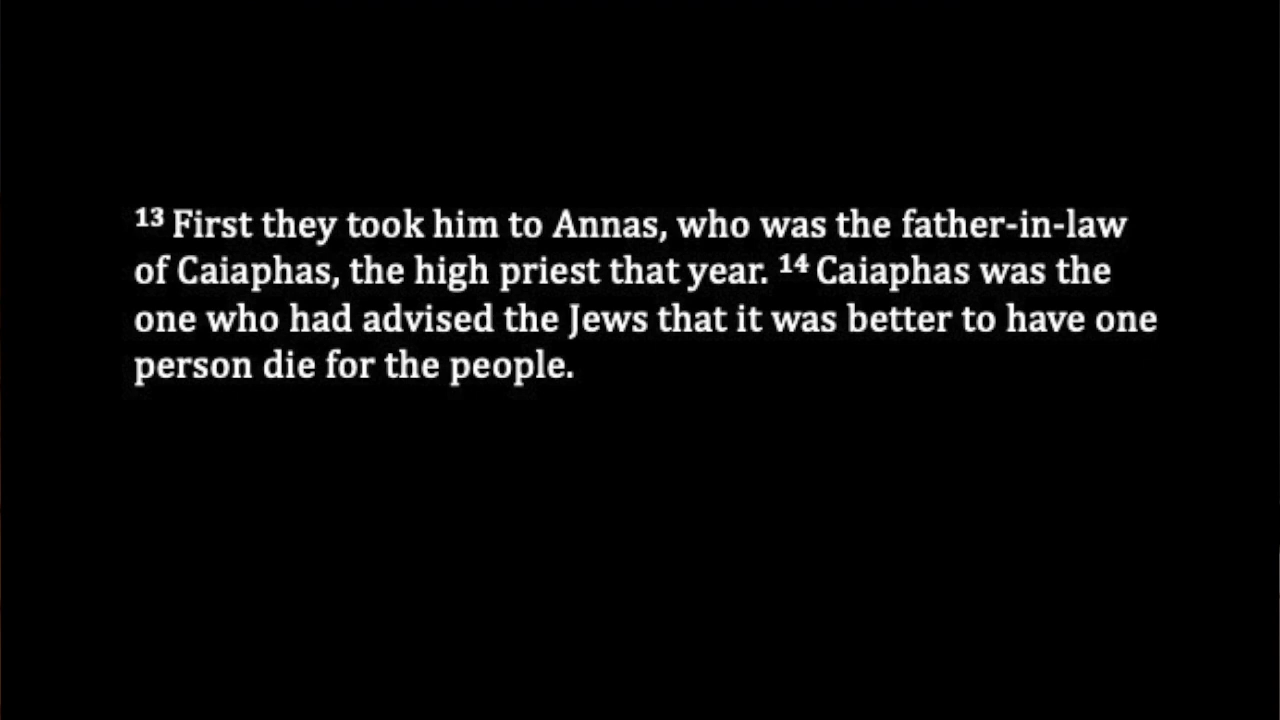 ¹³ First they took him to Annas, who was the father-in-law
of Caiaphas, the high priest that year. ¹⁴ Caiaphas was the
one who had advised the Jews that it was better to have one
person die for the people.